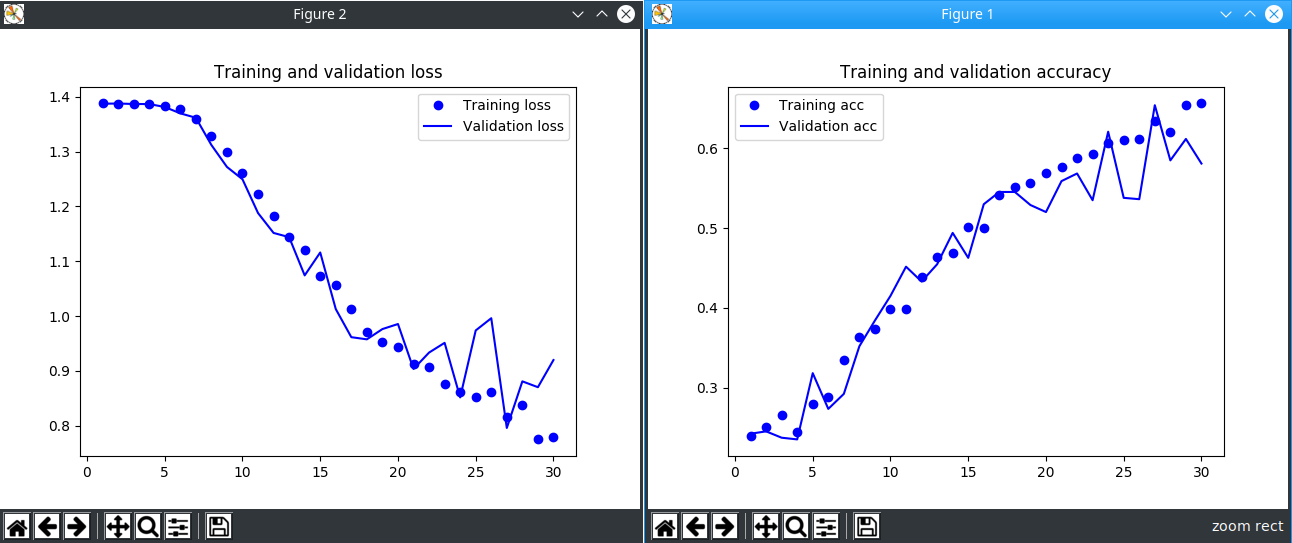 Figure 2
Training and validation loss
1.4
1.3
1.2
1.1
1.0
0.9
0.8
Training loss
Validation loss
0 5 10 15 20 25 30
Figure 1
Training and validation accuracy
Training acc
Validation acc
0.6
0.5
0.4
0.3
0 5 10 15 20 25 30
zoom rect